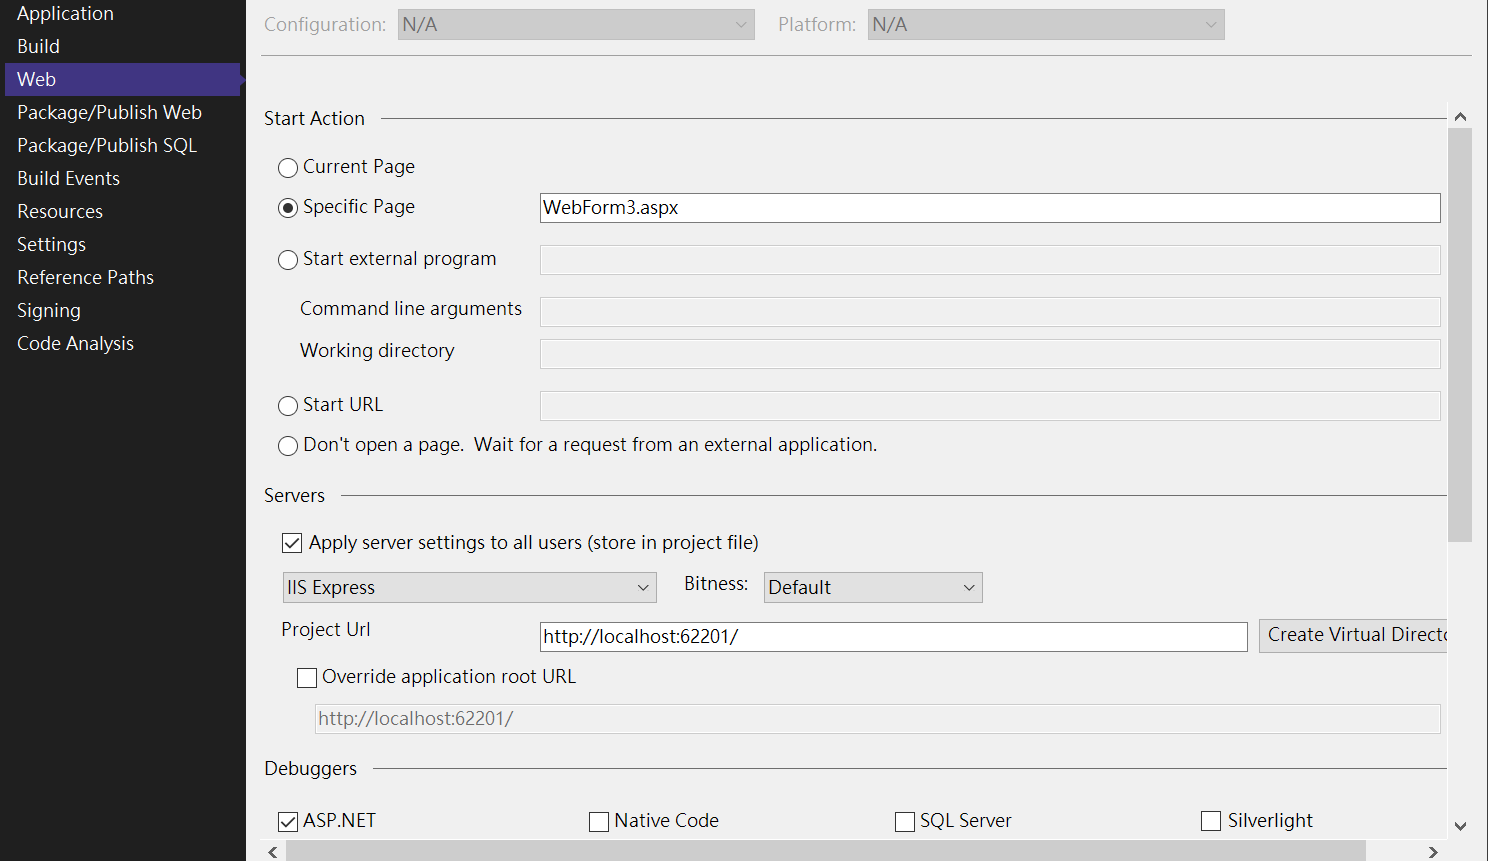 Application
Build
Web
Package/Publish Web
Package/Publish SQL
Build Events
Resources
Settings
Reference Paths
Signing
Code Analysis
Configuration: N/A Platform: N/A
Start Action
Current Page
Specific Page WebForm3.aspx
Start external program
Command line arguments
Working directory
Start URL
Don't open a page.  Wait for a request from an external application.
Servers
Apply server settings to all users (store in project file)
IIS Express Bitness: Default
Project Url http://localhost:62201/ Create Virtual Directo
Override application root URL
http://localhost:62201/
Debuggers
ASP.NET Native Code SQL Server Silverlight